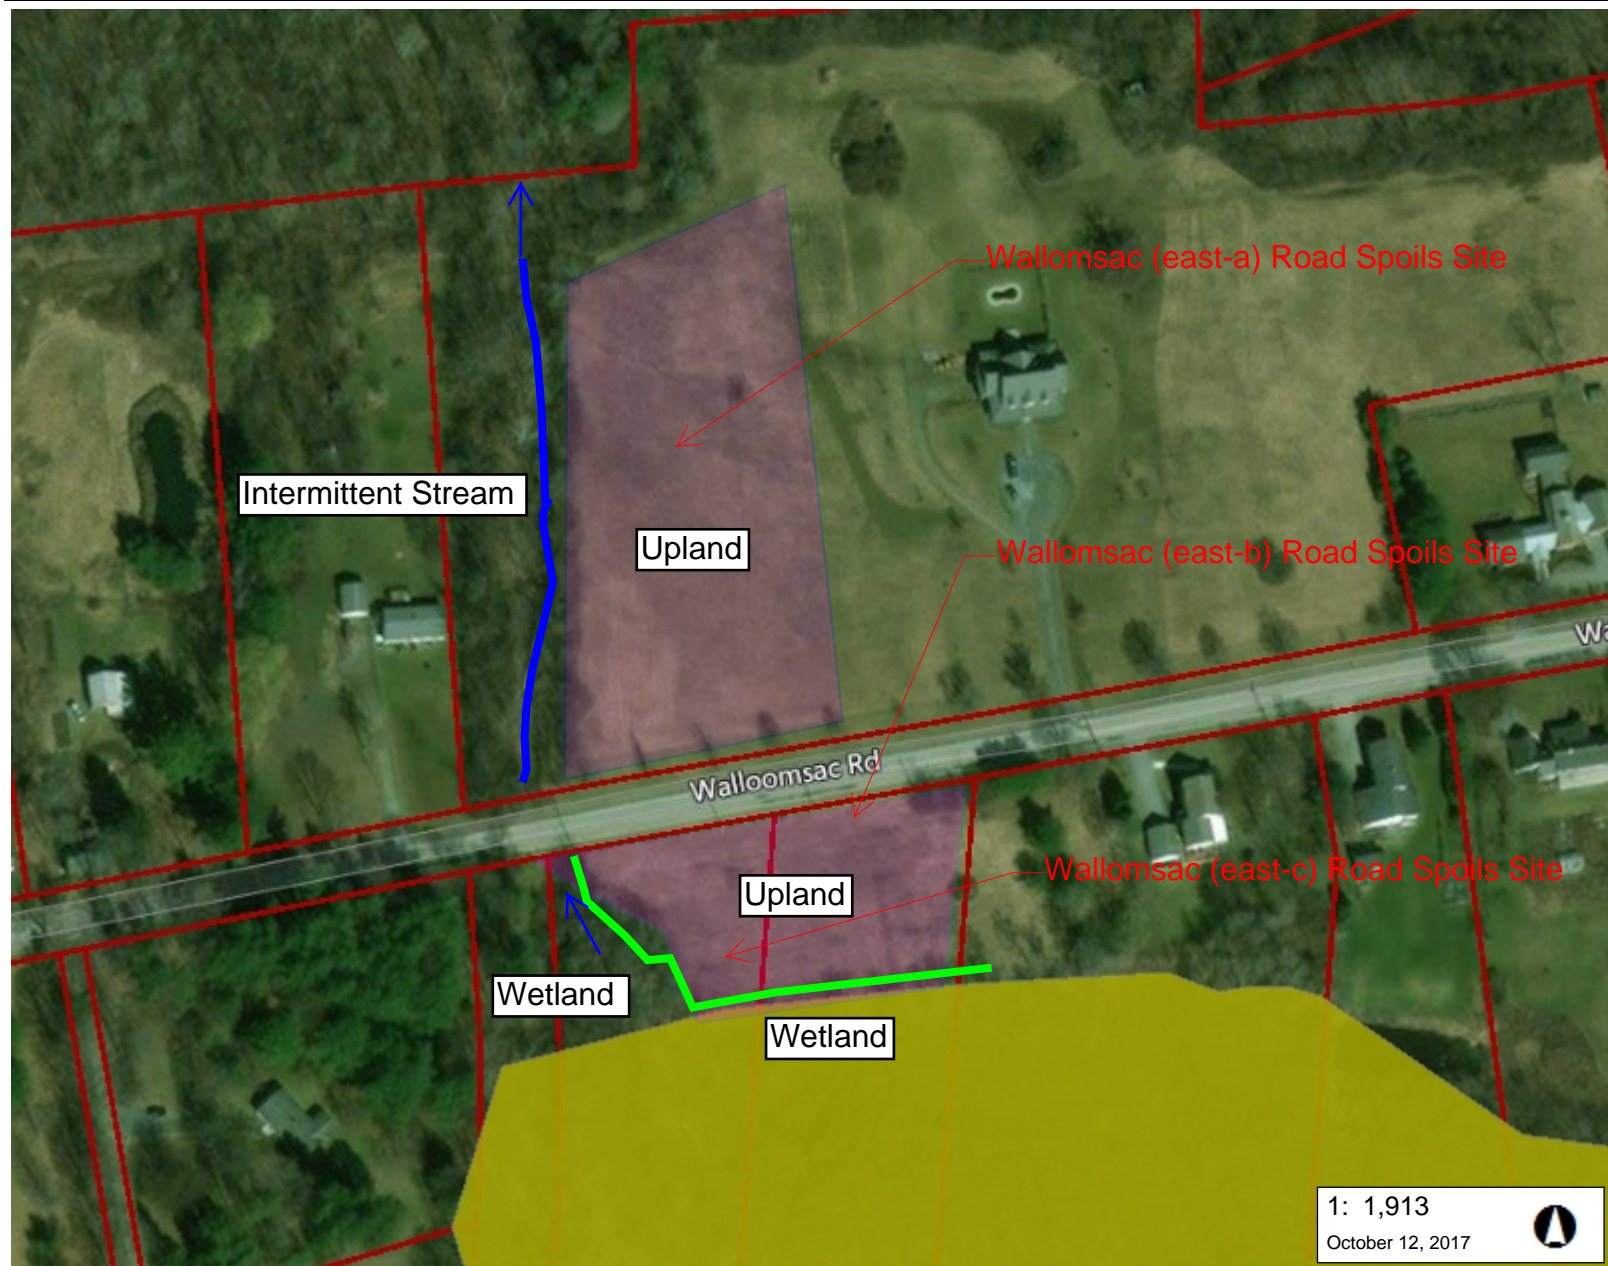 Wallomsac (east-a) Road Spoils Site
Intermittent Stream
Upland
Wallomsac (east-b) Road Spoils Site
Wa
Walloomsac Rd
Wallomsac (east-c) Road Spoils Site
Upland
Wetland
Wetland
1: 1,913
October 12, 2017